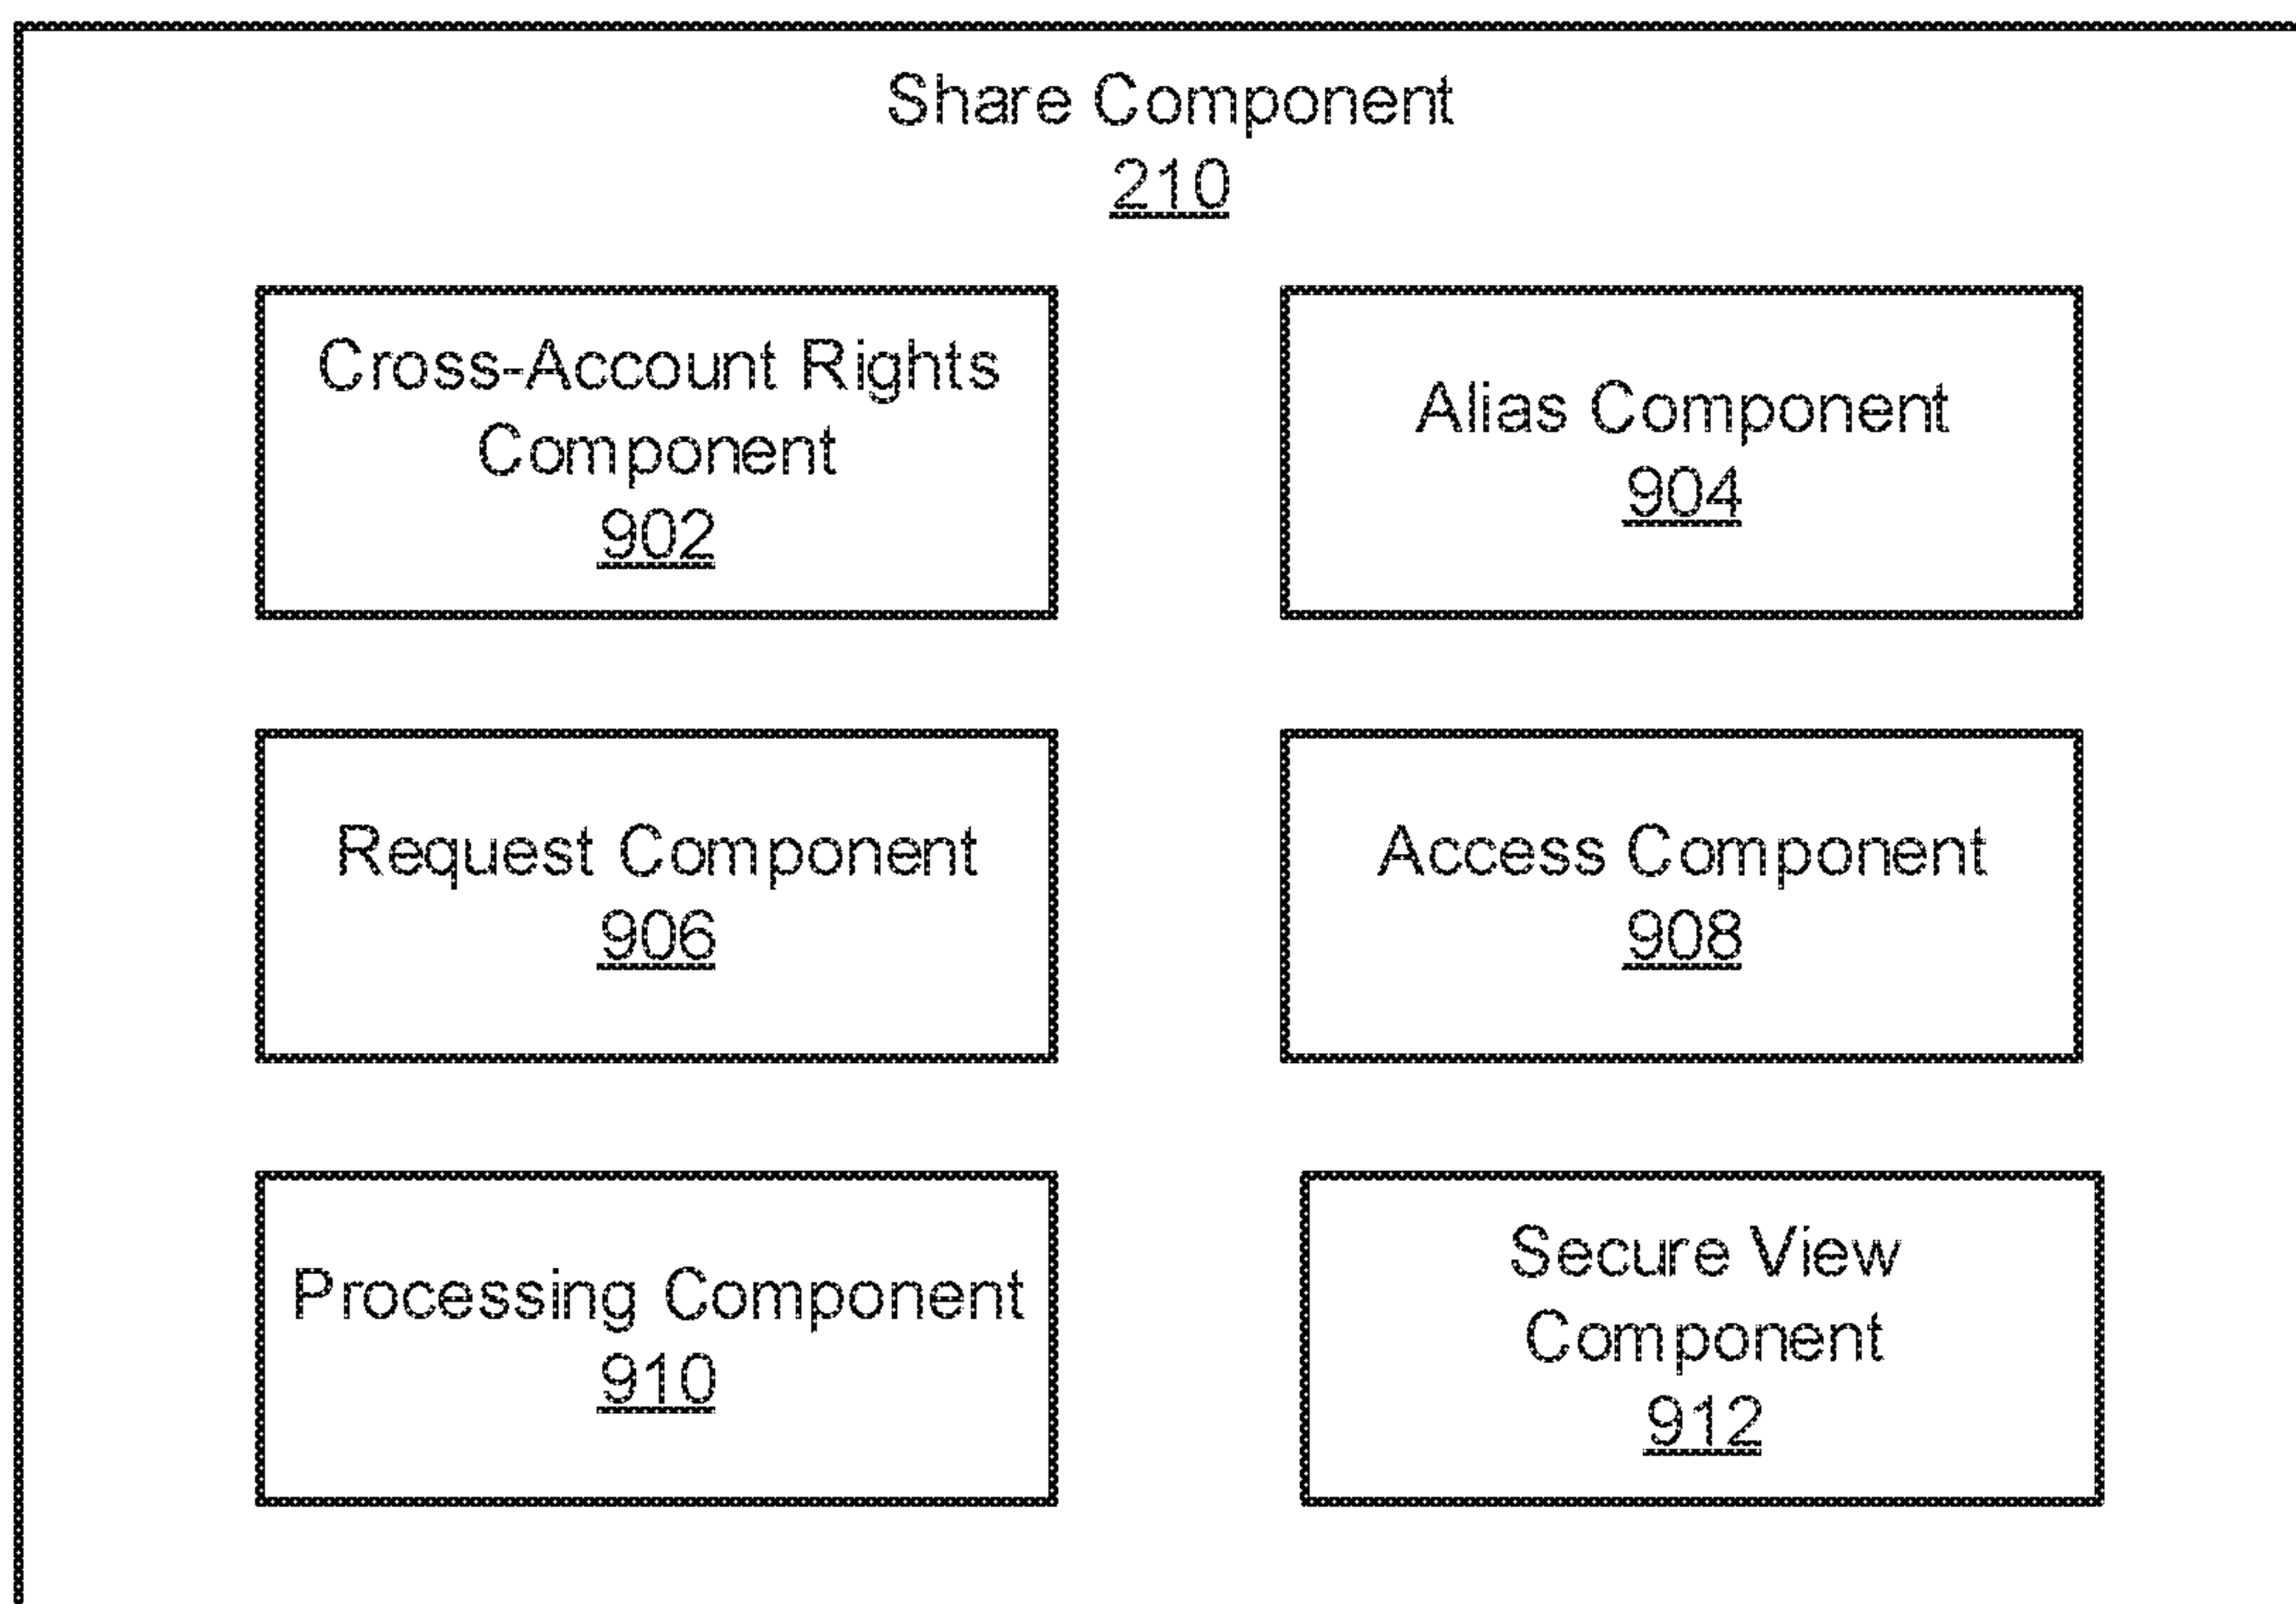 Share Component
210
Cross-Account Rights
Component
902
Alias Component
904
Request Component
906
Access Component
908
Processing Component
910
Secure View
Component
912